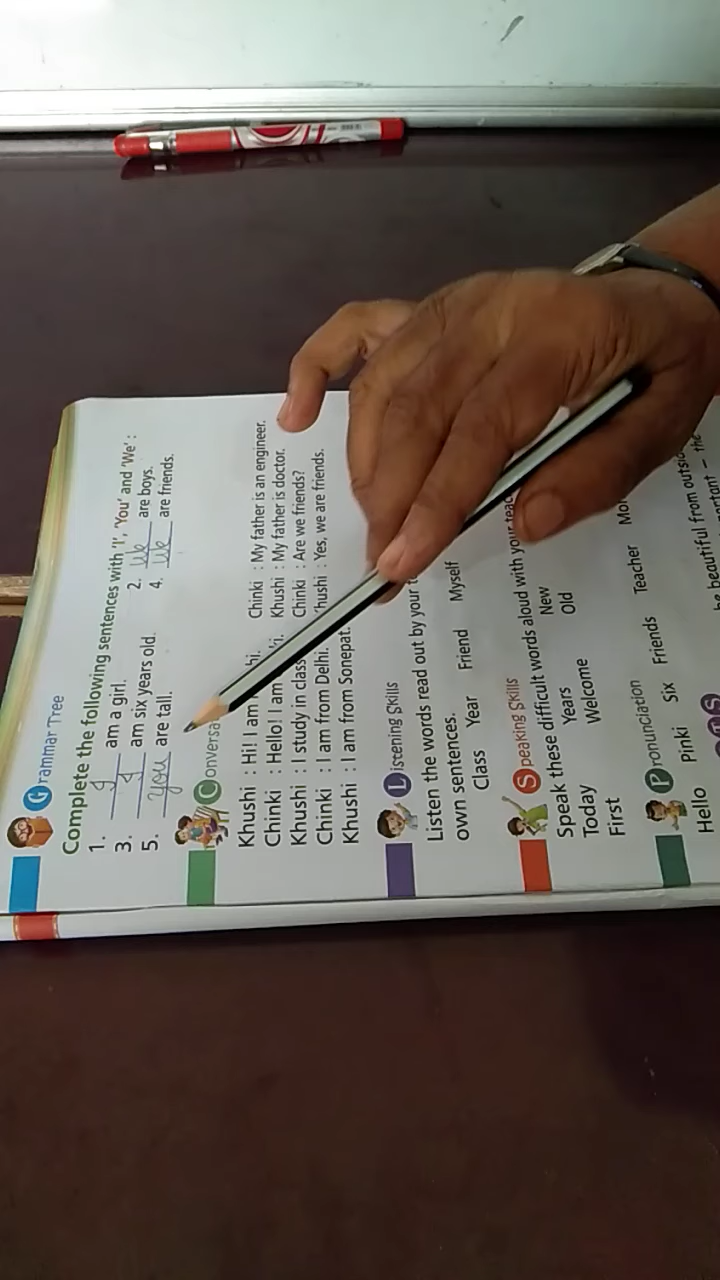 Grammar Tree
Complete the following sentences with 'I', 'You' and 'We' :
1. I am a girl. 2. We are boys.
3. I am six years old. 4. We are friends.
5. you are tall.
Khushi : Hi! I am Chinki : My father is an engineer.
Chinki : Hello! I am Khushi : My father is doctor.
Khushi : I study in class Chinki : Are we friends?
Chinki : I am from Delhi. : Yes, we are friends.
Khushi : I am from Sonepat.
Listening Skills
Listen the words read out by your
own sentences.
Class Year Friend Myself
Speaking Skills
Speak these difficult words aloud with your
Today Years New
First Welcome Old
Pronunciation
Hello Pinki Six Friends Teacher
be beautiful from
– the